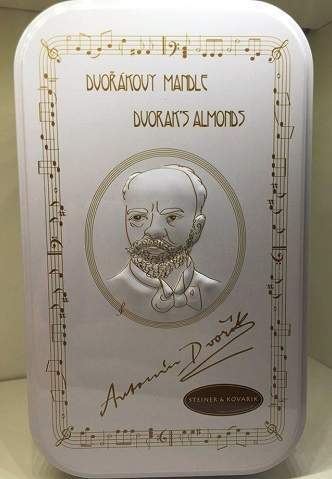 DVOŘÁKOVY MANDLE
DVORAK'S ALMONDS
Antonín Dvořák
STEINER & KOVARIK